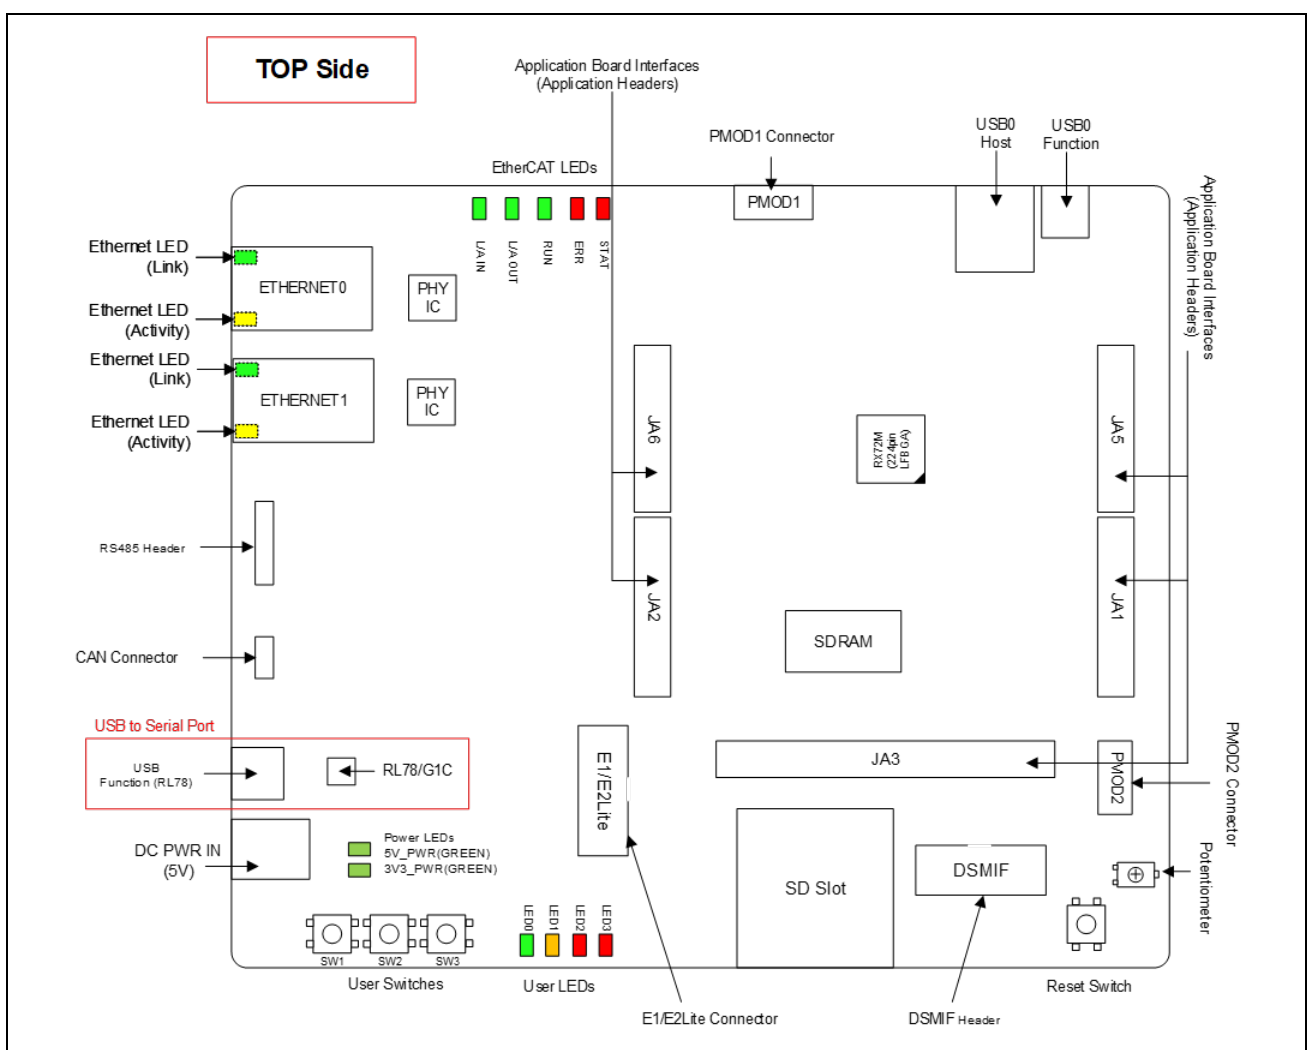 TOP Side
Application Board Interfaces
(Application Headers)
PMOD1 Connector
USB0
Host
USB0
Function
EtherCAT LEDs
PMOD1
L/A IN
L/A OUT
RUN
ERR
STAT
Application Board Interfaces
(Application Headers)
Ethernet LED
(Link)
ETHERNET0
PHY
IC
Ethernet LED
(Activity)
Ethernet LED
(Link)
ETHERNET1
PHY
IC
Ethernet LED
(Activity)
JA6
RX72M
(224pin
LFBGA)
JA5
RS485 Header
JA2
JA1
SDRAM
CAN Connector
USB to Serial Port
USB
Function (RL78)
RL78/G1C
E1/E2Lite
JA3
PMOD2
PMOD2 Connector
DC PWR IN
(5V)
Power LEDs
5V_PWR(GREEN)
3V3_PWR(GREEN)
SD Slot
DSMIF
Potentiometer
LED0
LED1
LED2
LED3
SW1
SW2
SW3
User Switches
User LEDs
Reset Switch
E1/E2Lite Connector
DSMIF Header